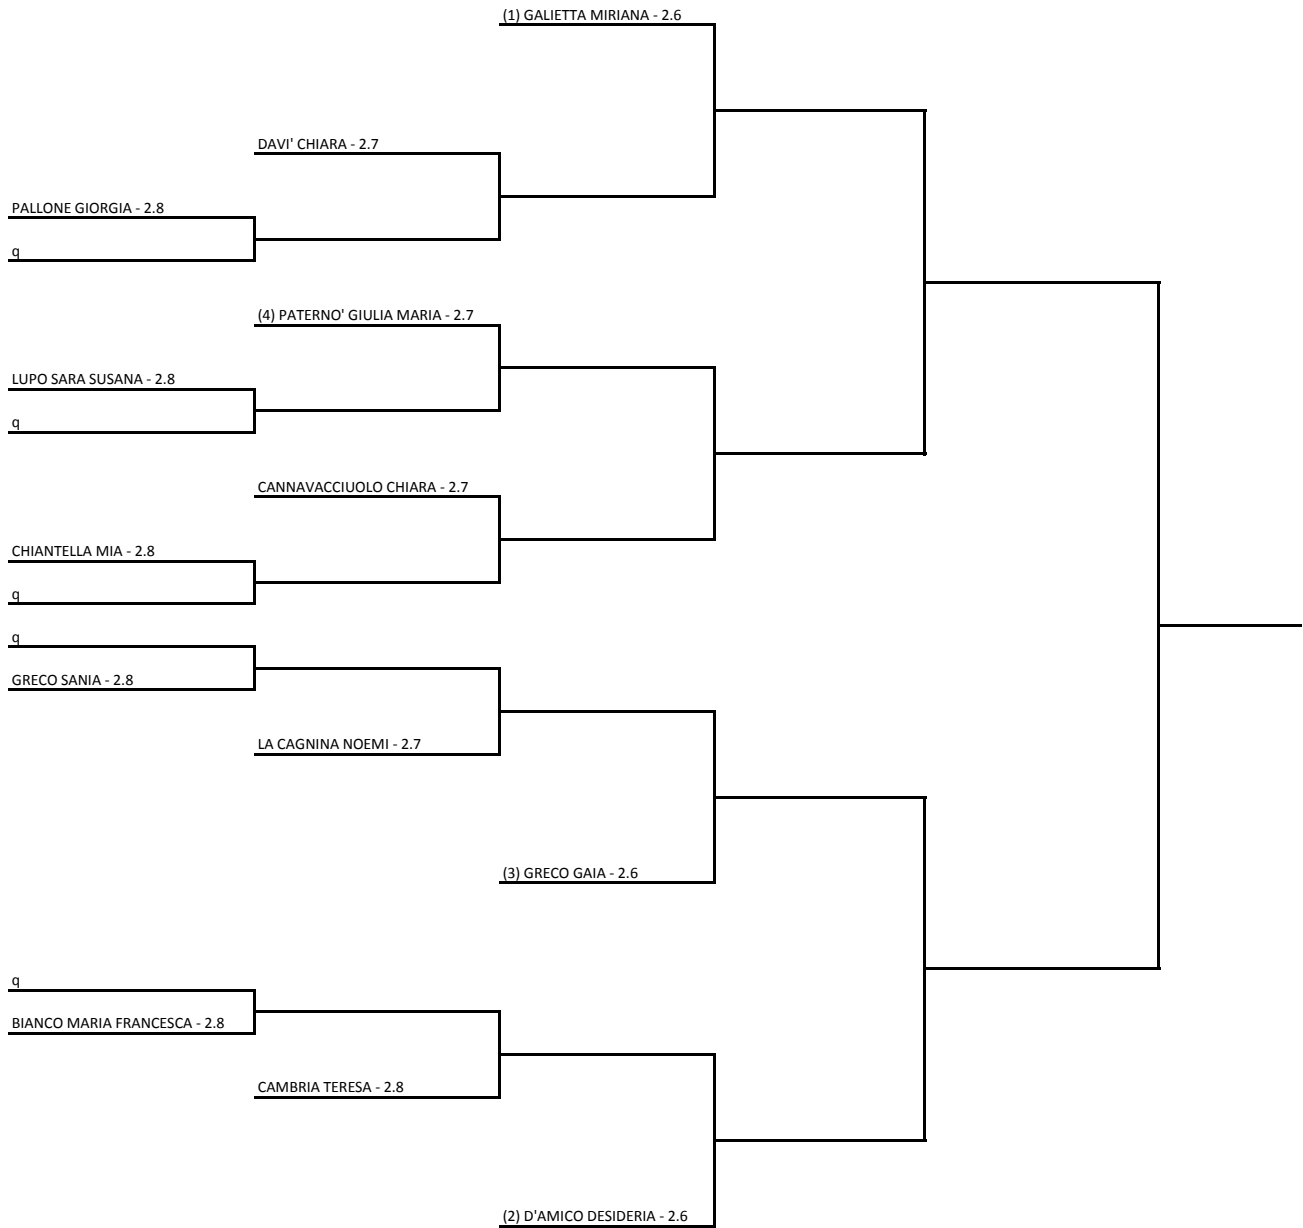 (1) GALIETTA MIRIANA - 2.6
DAVI' CHIARA - 2.7
PALLONE GIORGIA - 2.8
q
(4) PATERNO' GIULIA MARIA - 2.7
LUPO SARA SUSANA - 2.8
q
CANNAVACCIUOLO CHIARA - 2.7
CHIANTELLA MIA - 2.8
q
q
GRECO SANIA - 2.8
LA CAGNINA NOEMI - 2.7
(3) GRECO GAIA - 2.6
q
BIANCO MARIA FRANCESCA - 2.8
CAMBRIA TERESA - 2.8
(2) D'AMICO DESIDERIA - 2.6